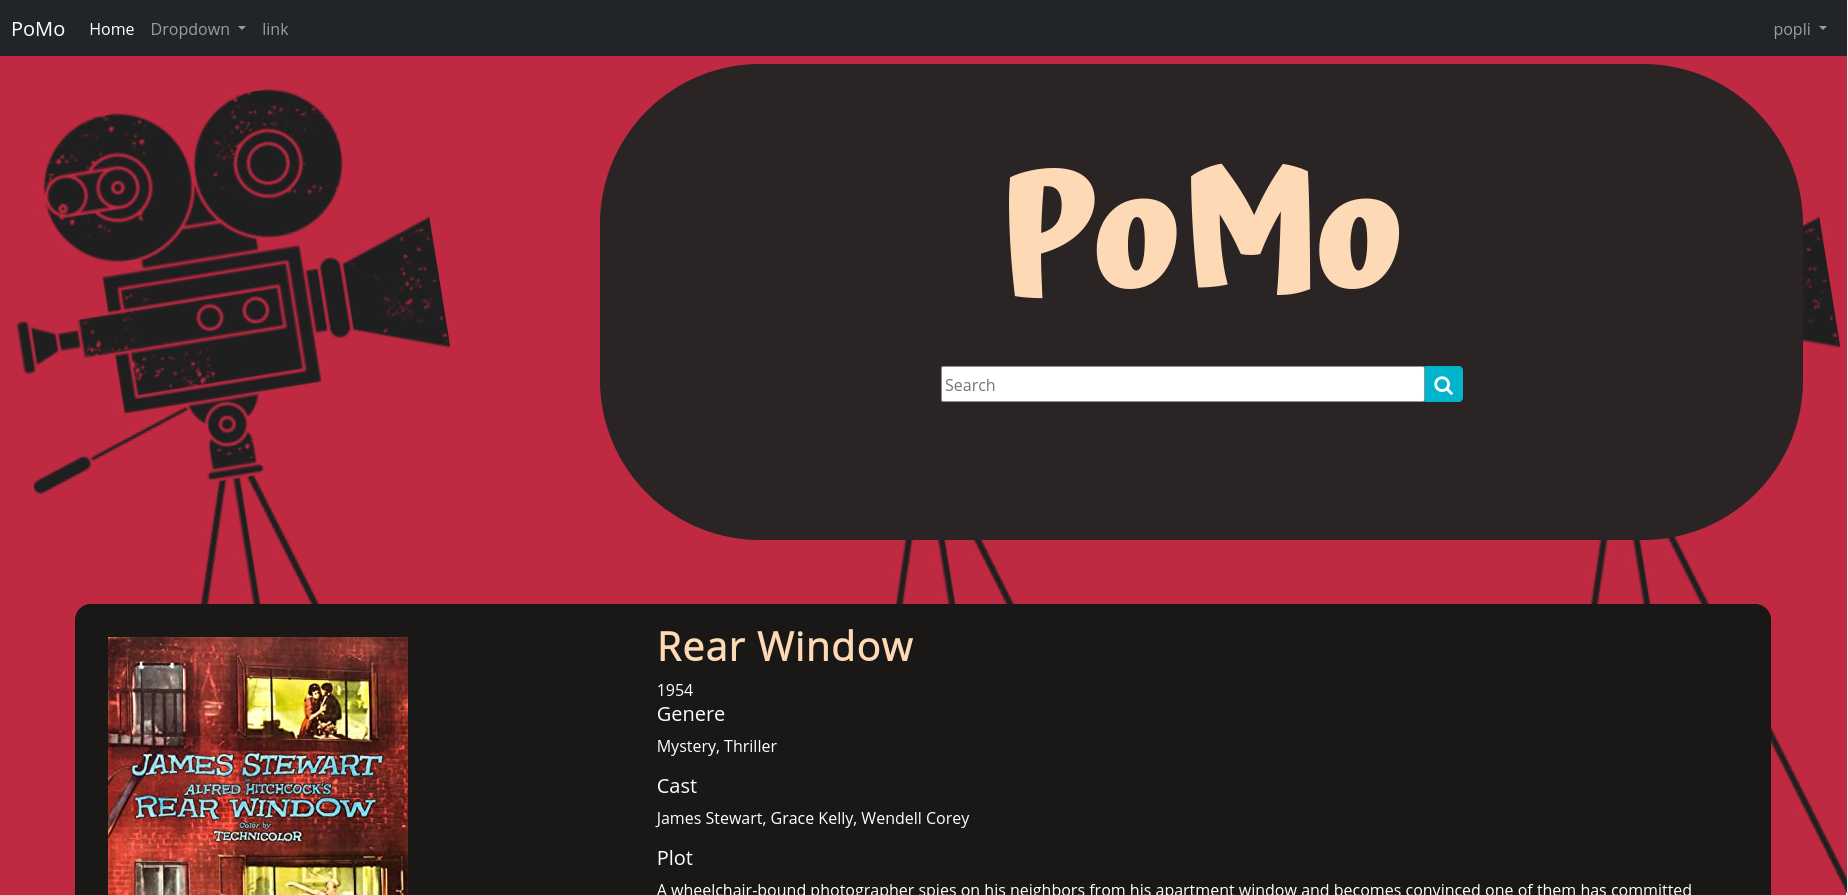 PoMo Home Dropdown link popli
PoMo
Search
Rear Window
1954
Genere
Mystery, Thriller
Cast
James Stewart, Grace Kelly, Wendell Corey
Plot
A wheelchair-bound photographer spies on his neighbors from his apartment window and becomes convinced one of them has committed
JAMES STEWART
IN
ALFRED HITCHCOCK'S
REAR WINDOW
Color by
TECHNICOLOR